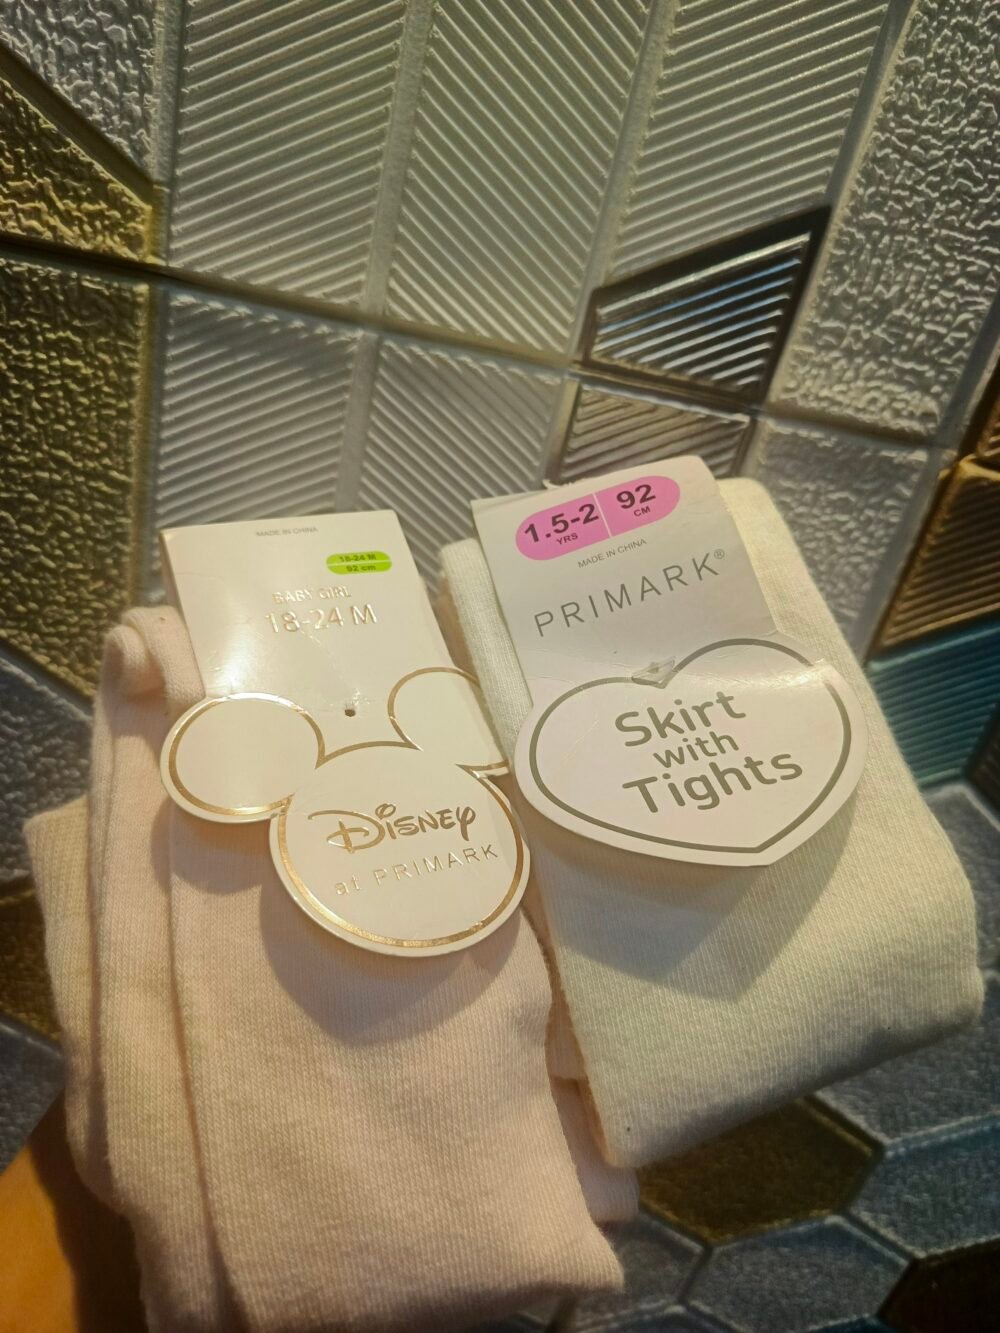 MADE IN CHINA
18-24 M
92 cm
BABY GIRL
18-24 M
DISNEY
at PRIMARK
1.5-2 92
YRS CM
MADE IN CHINA
PRIMARK®
Skirt
with
Tights